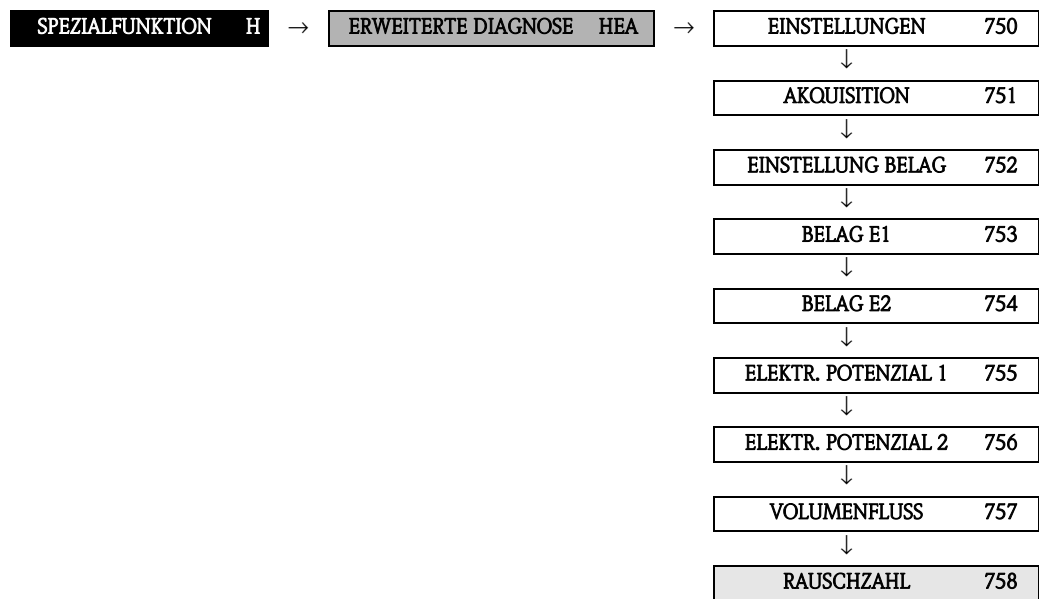 SPEZIALFUNKTION H → ERWEITERTE DIAGNOSE HEA → EINSTELLUNGEN 750
↓
AKQUISITION 751
↓
EINSTELLUNG BELAG 752
↓
BELAG E1 753
↓
BELAG E2 754
↓
ELEKTR. POTENZIAL 1 755
↓
ELEKTR. POTENZIAL 2 756
↓
VOLUMENFLUSS 757
↓
RAUSCHZAHL 758